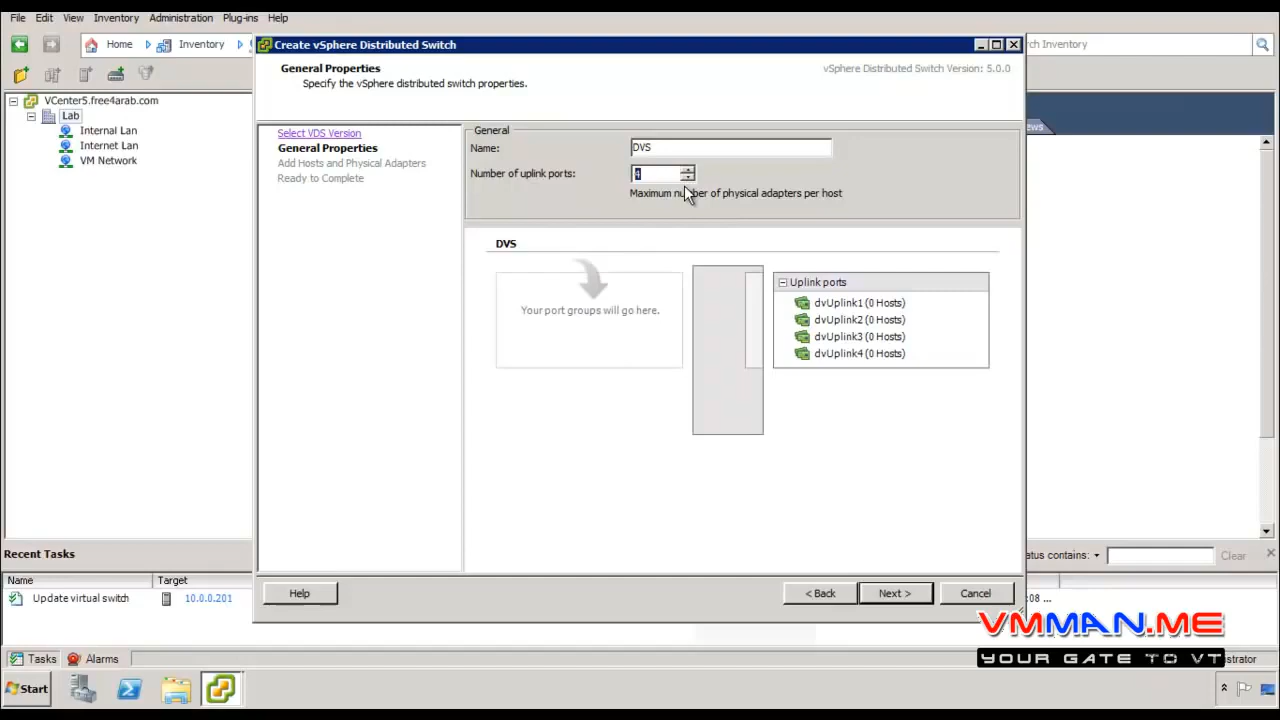 File Edit View Inventory Administration Plug-ins Help
Home Inventory
Inventory
Create vSphere Distributed Switch
General Properties
Specify the vSphere distributed switch properties.
vSphere Distributed Switch Version: 5.0.0
VCenter5.free4arab.com
Lab
Internal Lan
Internet Lan
VM Network
Select VDS Version
General Properties
Add Hosts and Physical Adapters
Ready to Complete
General
Name: DVS
Number of uplink ports: 4
Maximum number of physical adapters per host
DVS
Your port groups will go here.
Uplink ports
dvUplink1 (0 Hosts)
dvUplink2 (0 Hosts)
dvUplink3 (0 Hosts)
dvUplink4 (0 Hosts)
Help < Back Next > Cancel
Recent Tasks
atus contains: Clear
Name Target
Update virtual switch 10.0.0.201
:08 ...
VMMAN.ME
YOUR GATE TO VT
Tasks Alarms
istrator
Start